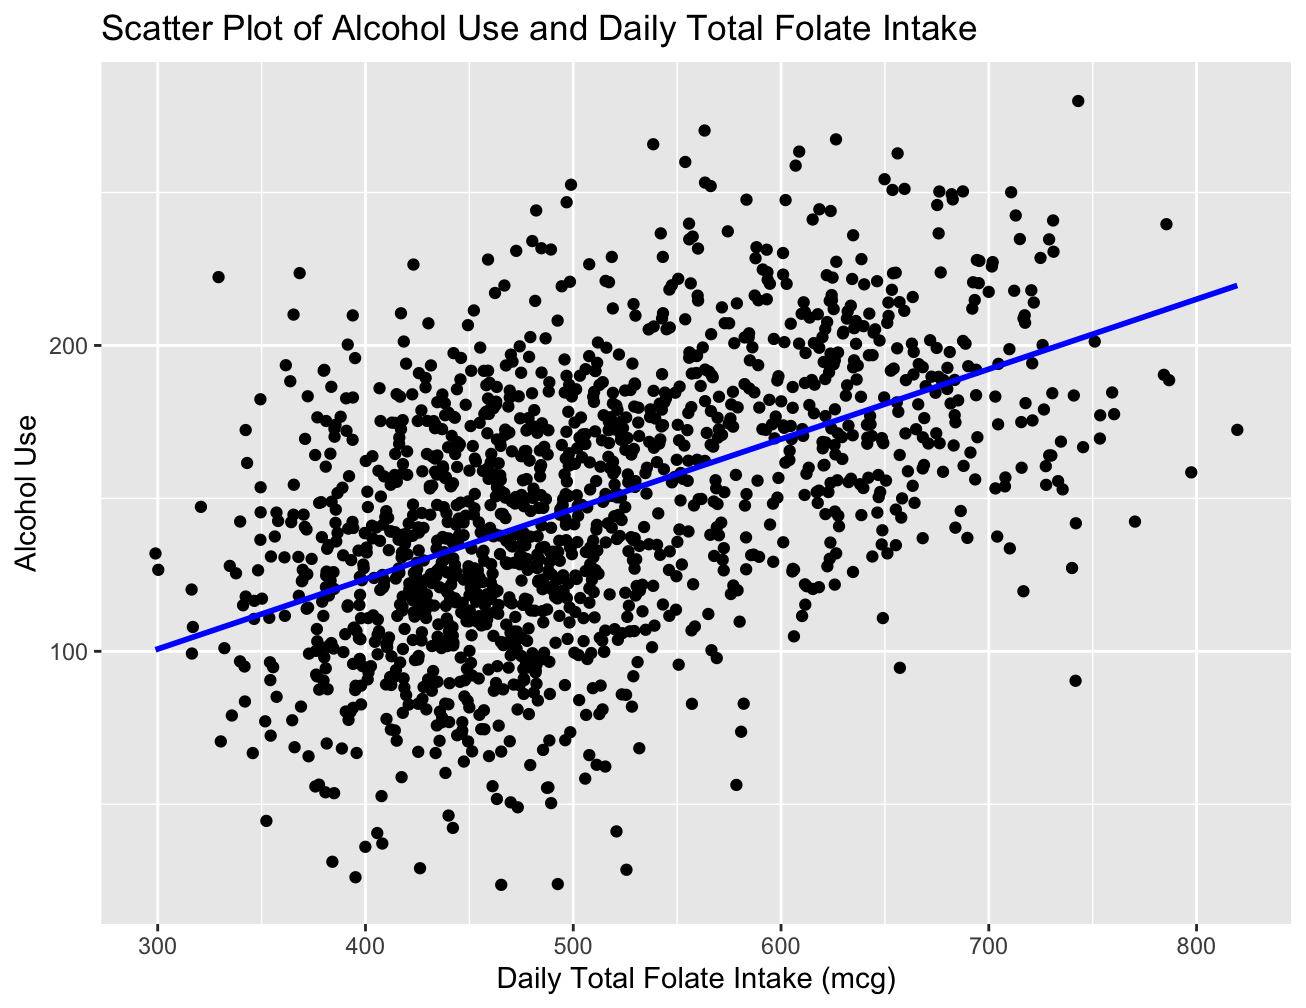 Scatter Plot of Alcohol Use and Daily Total Folate Intake
Alcohol Use
200
100
300 400 500 600 700 800
Daily Total Folate Intake (mcg)